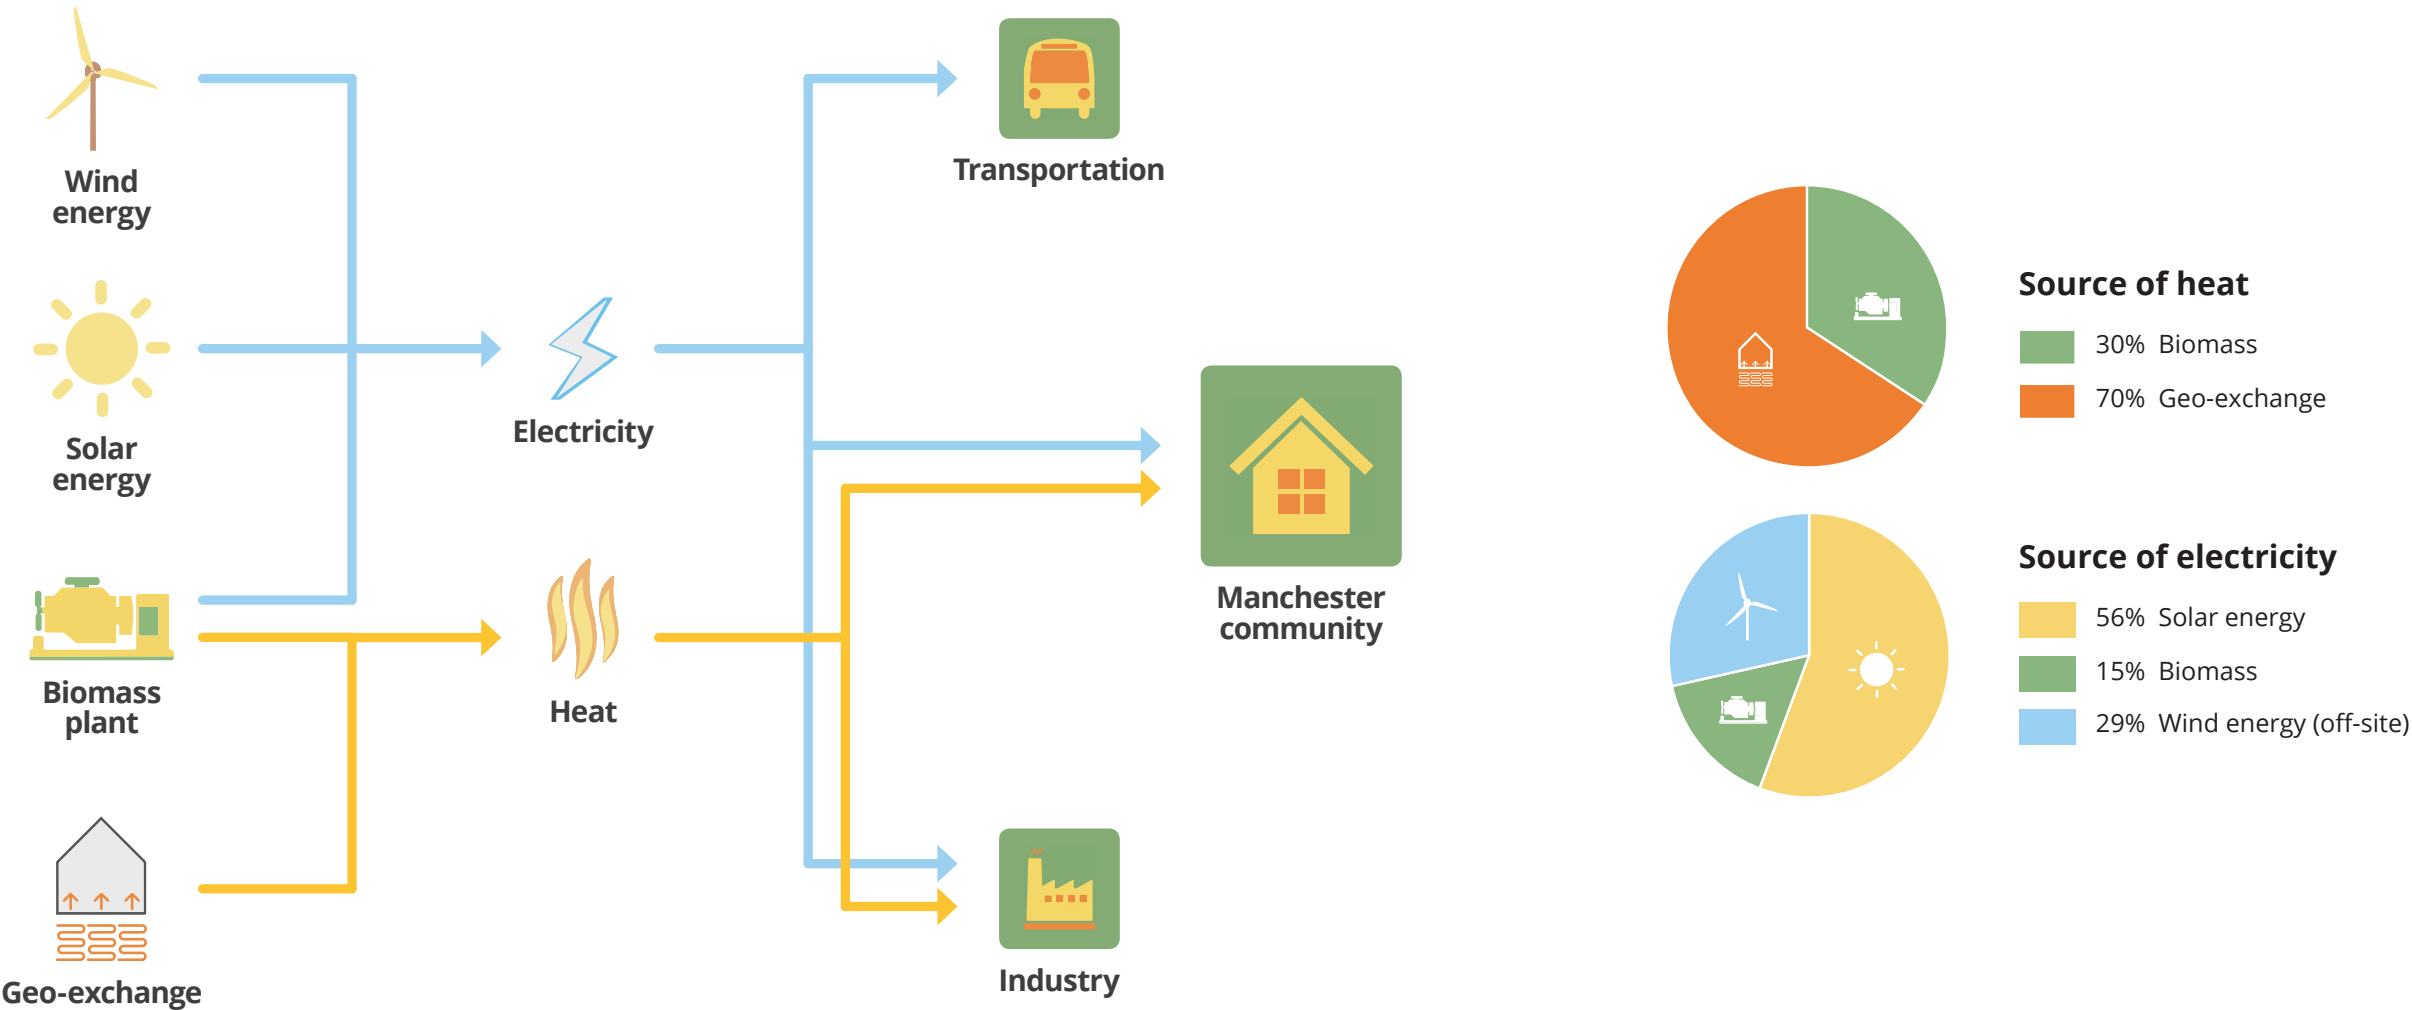 Wind
energy
Solar
energy
Biomass
plant
Geo-exchange
Electricity
Heat
Transportation
Manchester
community
Industry
Source of heat
30% Biomass
70% Geo-exchange
Source of electricity
56% Solar energy
15% Biomass
29% Wind energy (off-site)